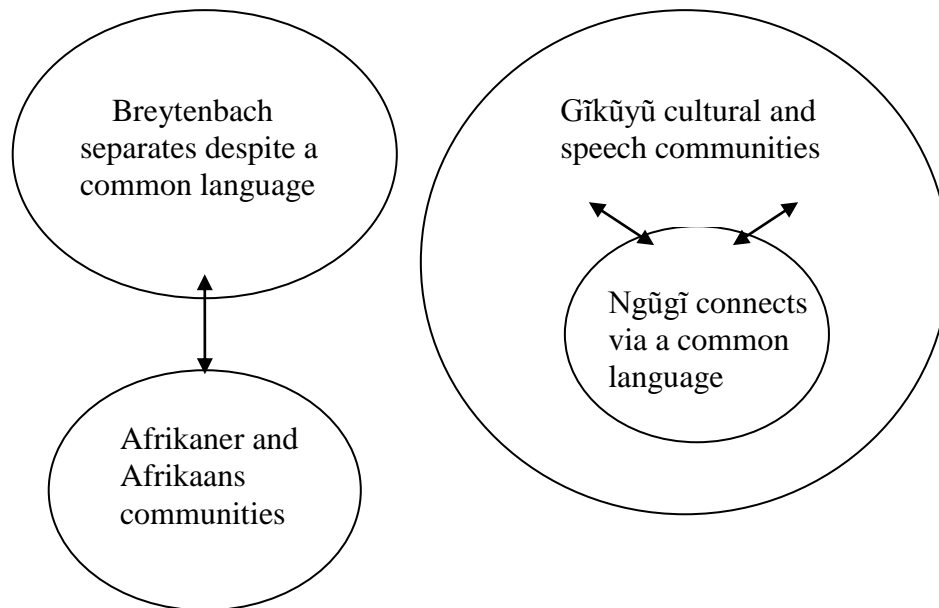 Breytenbach
separates despite a
common language
Gĩkũyũ cultural and
speech communities
Ngũgĩ connects
via a common
language
Afrikaner and
Afrikaans
communities